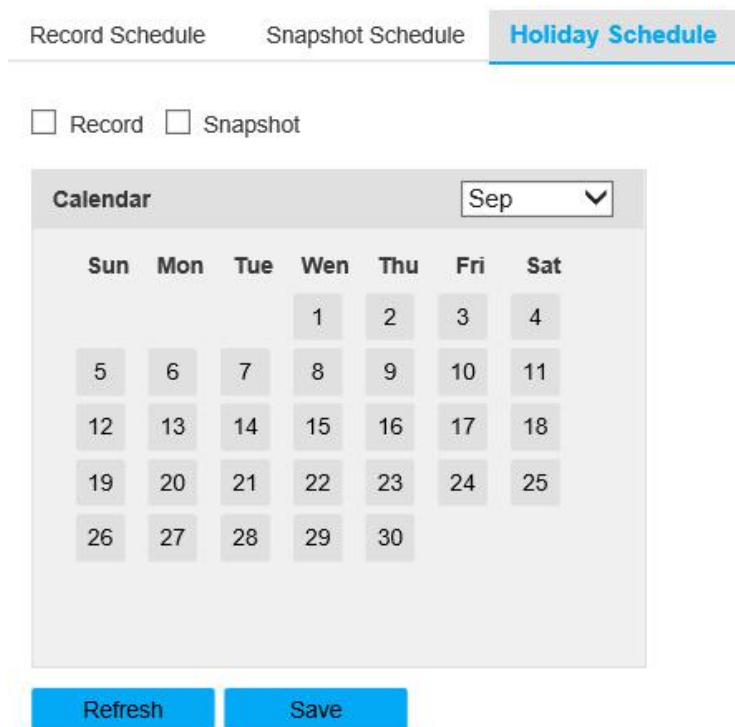 Record Schedule Snapshot Schedule Holiday Schedule
Record Snapshot
Calendar Sep
Sun Mon Tue Wen Thu Fri Sat
1 2 3 4
5 6 7 8 9 10 11
12 13 14 15 16 17 18
19 20 21 22 23 24 25
26 27 28 29 30
Refresh Save